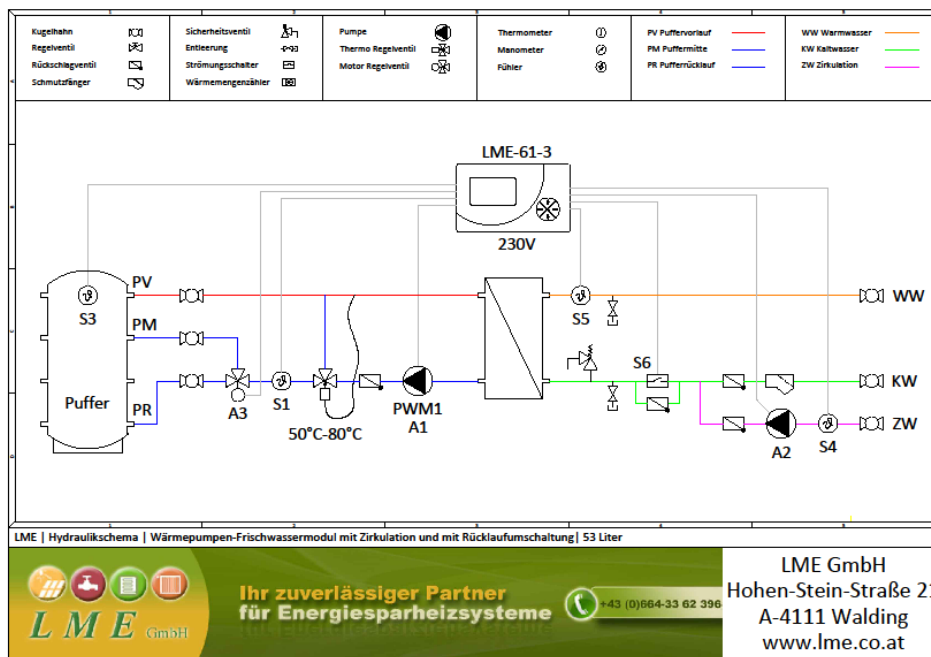 Kugelhahn
Regelventil
Rückschlagventil
Schmutzfänger
Sicherheitsventil
Entleerung
Strömungsschalter
Wärmemengenzähler
Pumpe
Thermo Regelventil
Motor Regelventil
Thermometer
Manometer
Fühler
PV Puffervorlauf
PM Puffermitte
PR Pufferrücklauf
WW Warmwasser
KW Kaltwasser
ZW Zirkulation
LME-61-3
230V
PV
S3
PM
Puffer
PR
A3
S1
50°C-80°C
PWM1
A1
S5
WW
S6
KW
ZW
A2
S4
LME | Hydraulikschema | Wärmepumpen-Frischwassermodul mit Zirkulation und mit Rücklaufumschaltung | 53 Liter
LME GmbH
Ihr zuverlässiger Partner
für Energiesparheizsysteme
+43 (0)664-33 62 396
LME GmbH
Hohen-Stein-Straße 21
A-4111 Walding
www.lme.co.at